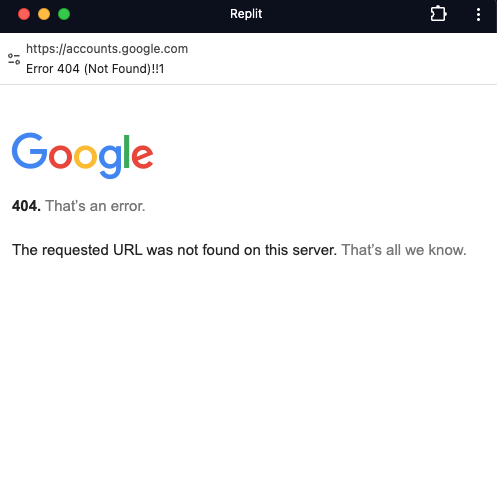 Replit
https://accounts.google.com
Error 404 (Not Found)!!1
Google
404. That's an error.
The requested URL was not found on this server. That's all we know.